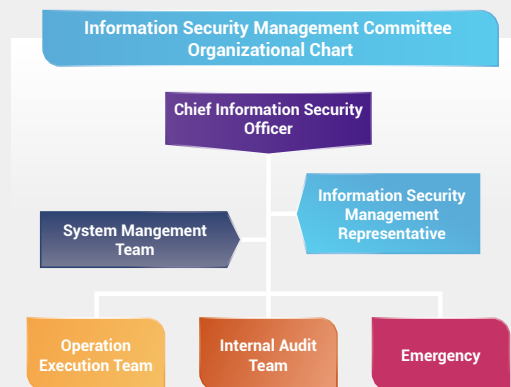 Information Security Management Committee
Organizational Chart
Chief Information Security
Officer
Information Security
Management
Representative
System Mangement
Team
Operation
Execution Team
Internal Audit
Team
Emergency